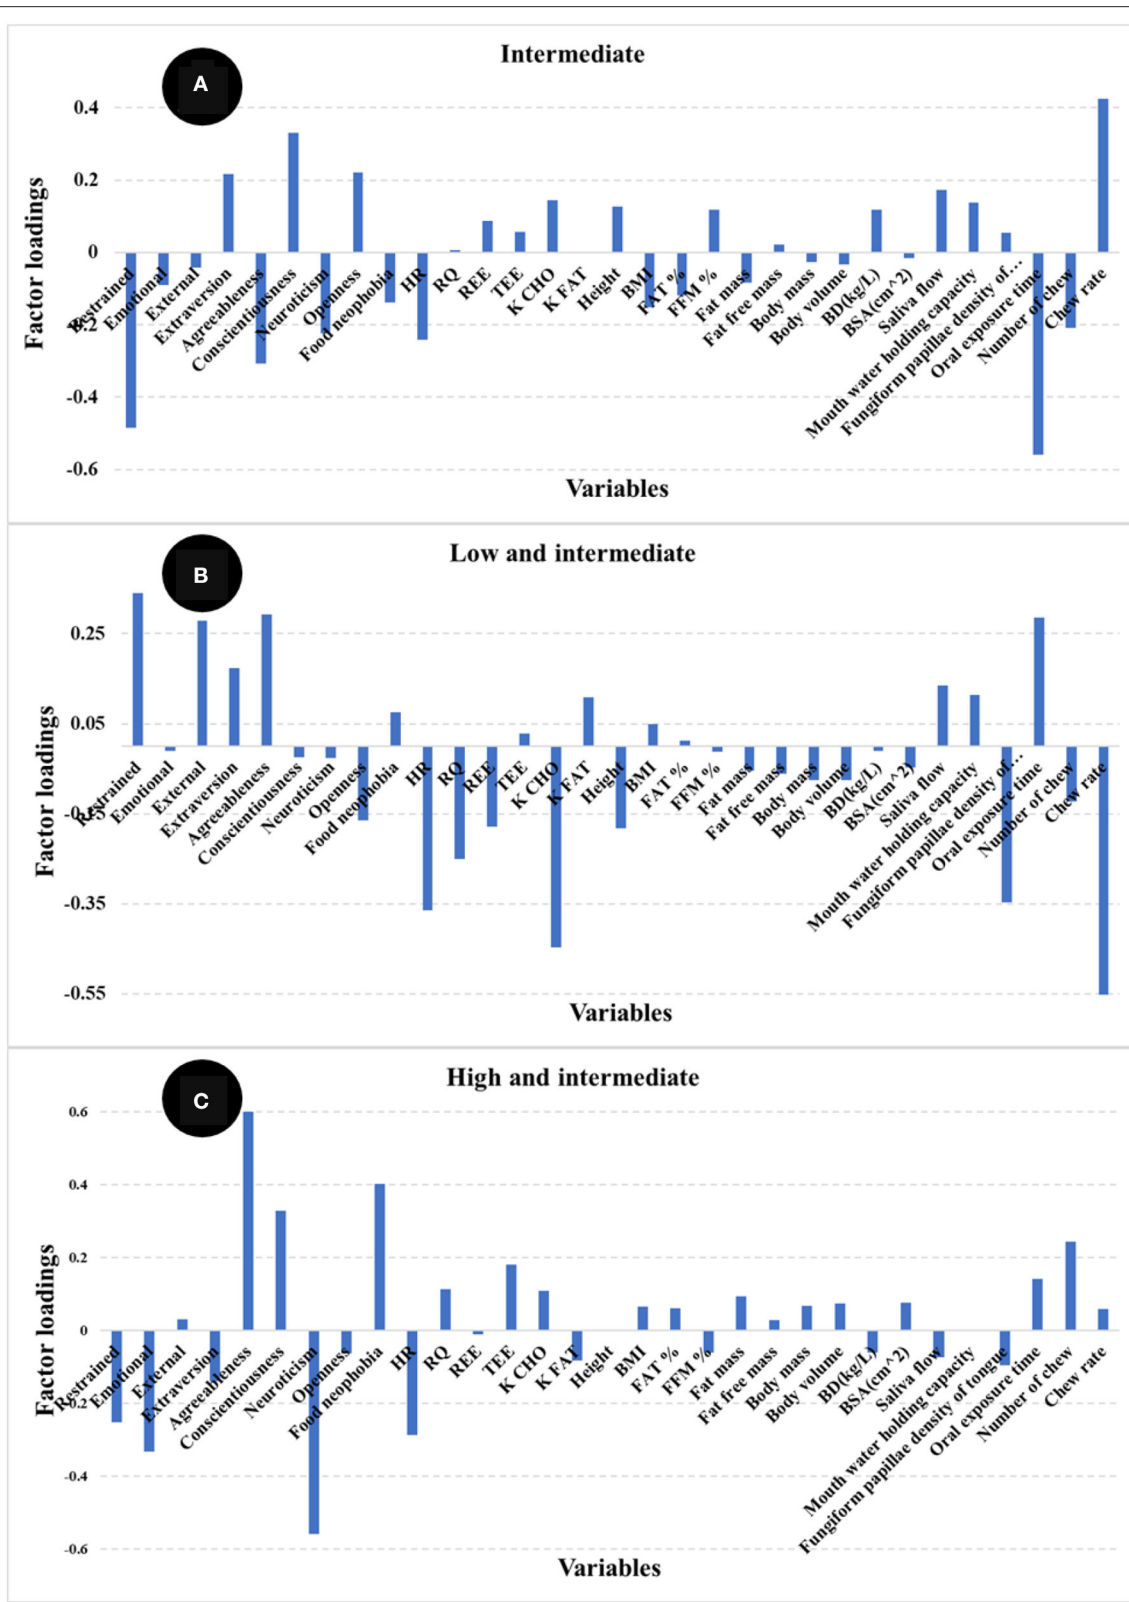 Intermediate
A
Factor loadings
0.4
0.2
0
-0.2
-0.4
-0.6
Restrained
Emotional
External
Extraversion
Agreeableness
Conscientiousness
Neuroticism
Openness
Food neophobia
HR
RQ
REE
TEE
K CHO
K FAT
Height
BMI
FAT %
FFM %
Fat mass
Fat free mass
Body mass
Body volume
BD(kg/L)
BSA(cm^2)
Saliva flow
Mouth water holding capacity
Fungiform papillae density of…
Oral exposure time
Number of chew
Chew rate
Variables
Low and intermediate
B
Factor loadings
0.25
0.05
-0.15
-0.35
-0.55
Restrained
Emotional
External
Extraversion
Agreeableness
Conscientiousness
Neuroticism
Openness
Food neophobia
HR
RQ
REE
TEE
K CHO
K FAT
Height
BMI
FAT %
FFM %
Fat mass
Fat free mass
Body mass
Body volume
BD(kg/L)
BSA(cm^2)
Saliva flow
Mouth water holding capacity
Fungiform papillae density of…
Oral exposure time
Number of chew
Chew rate
Variables
High and intermediate
C
Factor loadings
0.6
0.4
0.2
0
-0.2
-0.4
-0.6
Restrained
Emotional
External
Extraversion
Agreeableness
Conscientiousness
Neuroticism
Openness
Food neophobia
HR
RQ
REE
TEE
K CHO
K FAT
Height
BMI
FAT %
FFM %
Fat mass
Fat free mass
Body mass
Body volume
BD(kg/L)
BSA(cm^2)
Saliva flow
Mouth water holding capacity
Fungiform papillae density of tongue
Oral exposure time
Number of chew
Chew rate
Variables